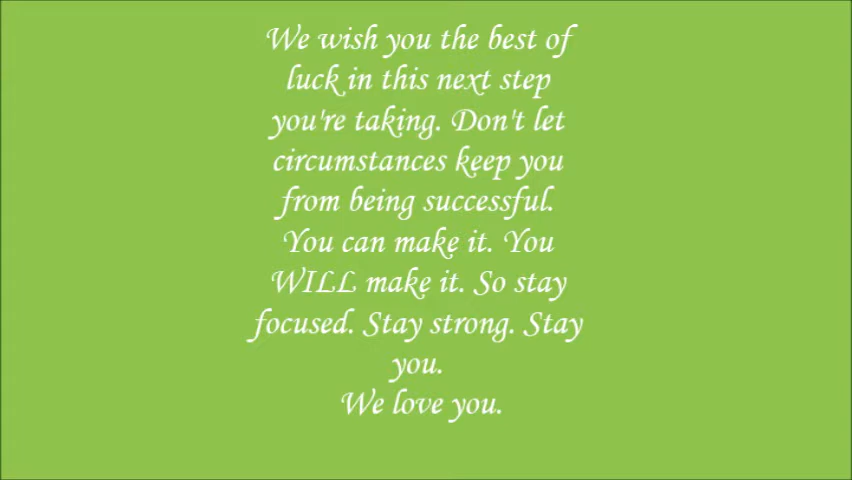 We wish you the best of
luck in this next step
you're taking. Don't let
circumstances keep you
from being successful.
You can make it. You
WILL make it. So stay
focused. Stay strong. Stay
you.
We love you.